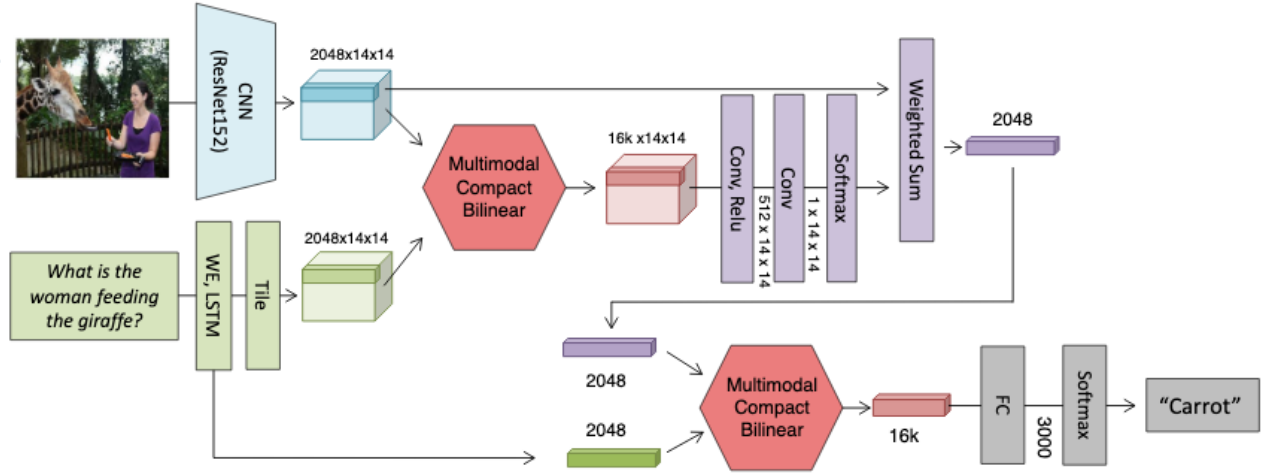 CNN
(ResNet152)
2048x14x14
Multimodal
Compact
Bilinear
16k x14x14
Conv, Relu
512 x 14 x 14
Conv
1 x 14 x 14
Softmax
Weighted Sum
2048
What is the
woman feeding
the giraffe?
WE, LSTM
Tile
2048x14x14
2048
2048
Multimodal
Compact
Bilinear
16k
FC
3000
Softmax
“Carrot”